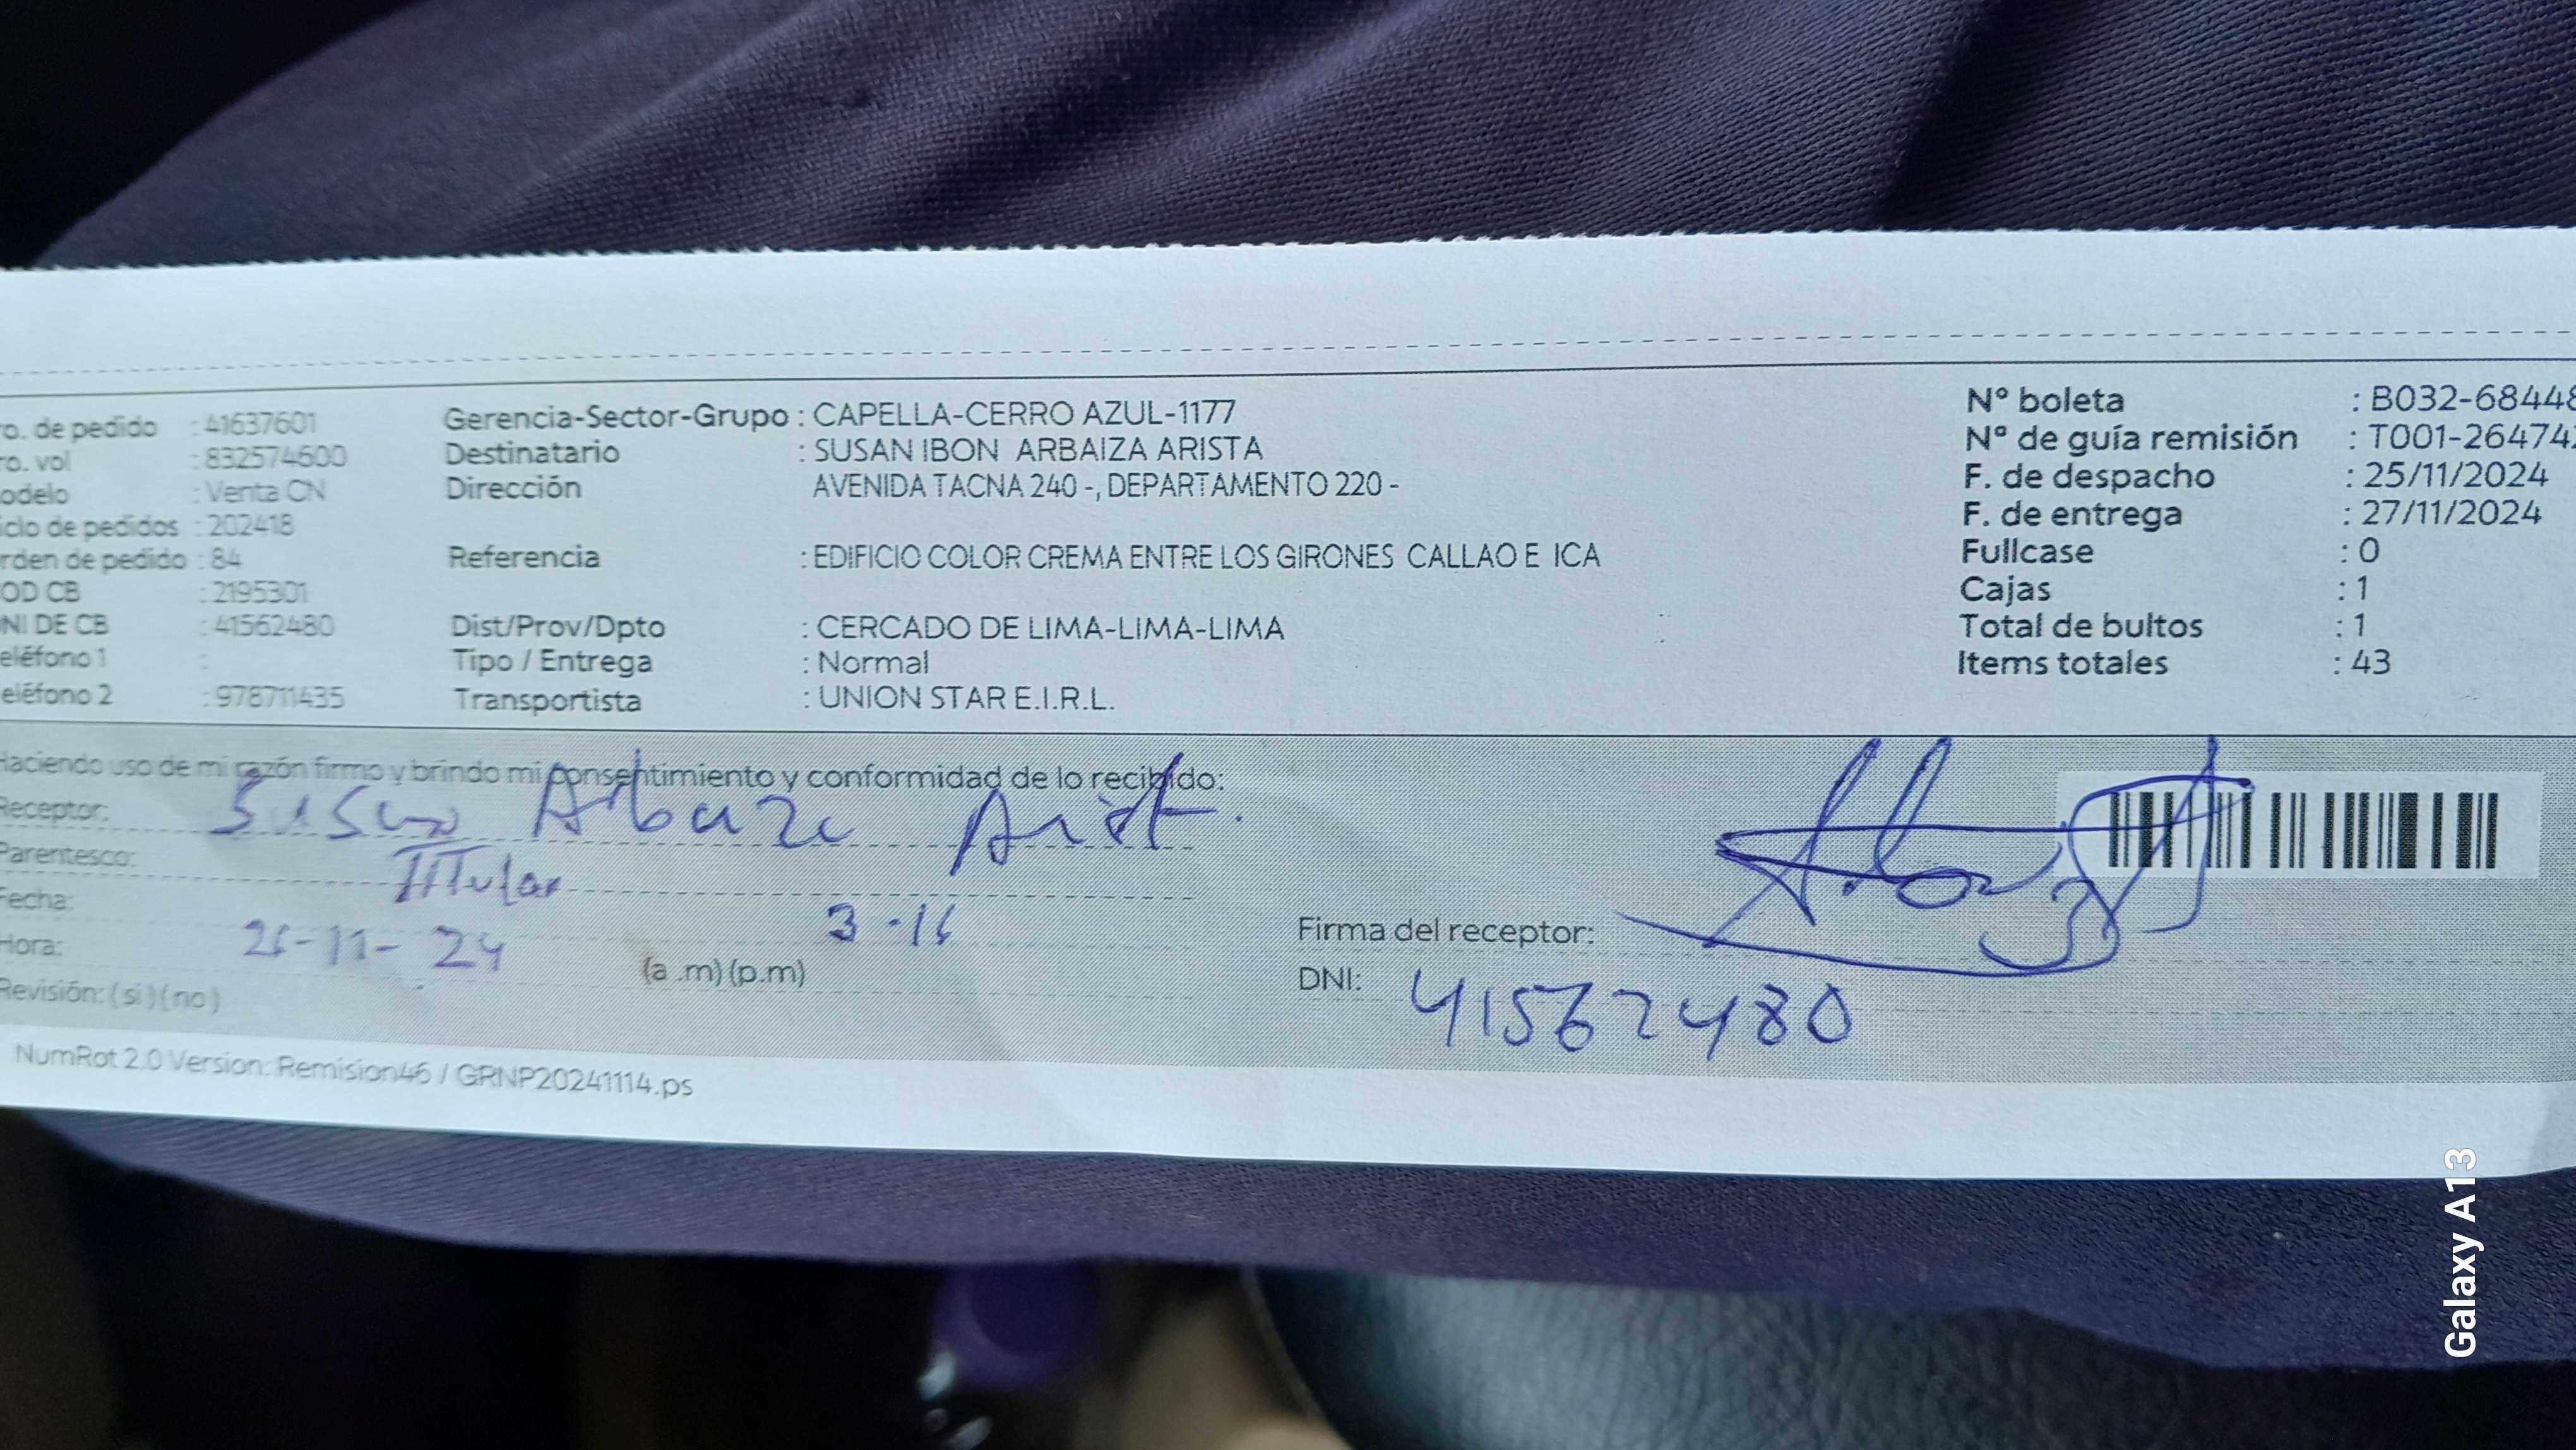 ro. de pedido : 41637601
ro. vol : 832574600
odelo : Venta CN
iclo de pedidos : 202418
rden de pedido : 84
OD CB : 2195301
NI DE CB : 41562480
eléfono 1 :
eléfono 2 : 978711435
Gerencia-Sector-Grupo : CAPELLA-CERRO AZUL-1177
Destinatario : SUSAN IBON ARBAIZA ARISTA
Dirección AVENIDA TACNA 240 -, DEPARTAMENTO 220 -
Referencia : EDIFICIO COLOR CREMA ENTRE LOS GIRONES CALLAO E ICA
Dist/Prov/Dpto : CERCADO DE LIMA-LIMA-LIMA
Tipo / Entrega : Normal
Transportista : UNION STAR E.I.R.L.
Nº boleta : B032-68448
Nº de guía remisión : T001-26474
F. de despacho : 25/11/2024
F. de entrega : 27/11/2024
Fullcase : 0
Cajas : 1
Total de bultos : 1
Items totales : 43
Haciendo uso de mi razón firmo y brindo mi consentimiento y conformidad de lo recibido:
Receptor: Susan
Parentesco: Titular
Fecha:
Hora: 3-16
(a .m) (p.m)
Revisión: ( si ) ( no )
Firma del receptor:
DNI: 41562480
NumRot 2.0 Version: Remision46 / GRNP20241114.ps
Galaxy A13